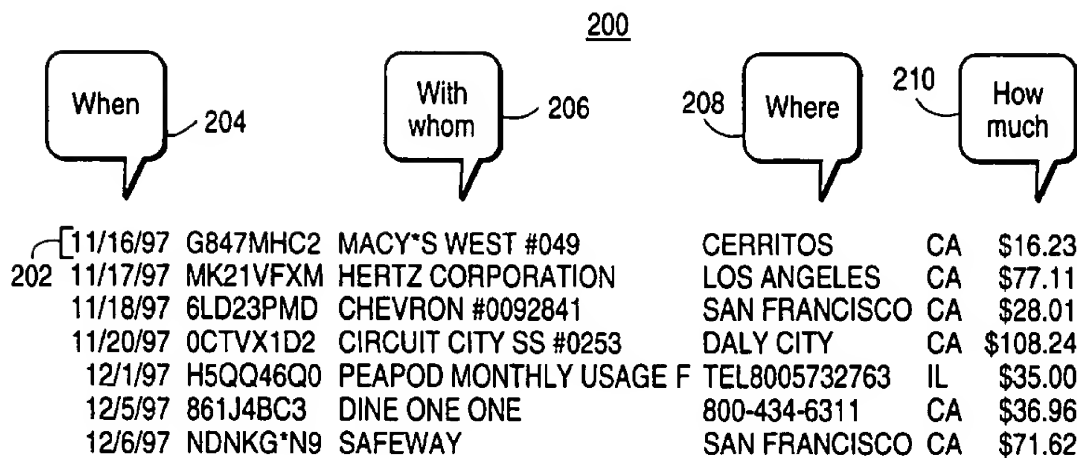 200
When 204 With whom 206 208 Where 210 How much
202
11/16/97 G847MHC2 MACY*S WEST #049 CERRITOS CA $16.23
11/17/97 MK21VFXM HERTZ CORPORATION LOS ANGELES CA $77.11
11/18/97 6LD23PMD CHEVRON #0092841 SAN FRANCISCO CA $28.01
11/20/97 0CTVX1D2 CIRCUIT CITY SS #0253 DALY CITY CA $108.24
12/1/97 H5QQ46Q0 PEAPOD MONTHLY USAGE F TEL8005732763 IL $35.00
12/5/97 861J4BC3 DINE ONE ONE 800-434-6311 CA $36.96
12/6/97 NDNKG*N9 SAFEWAY SAN FRANCISCO CA $71.62